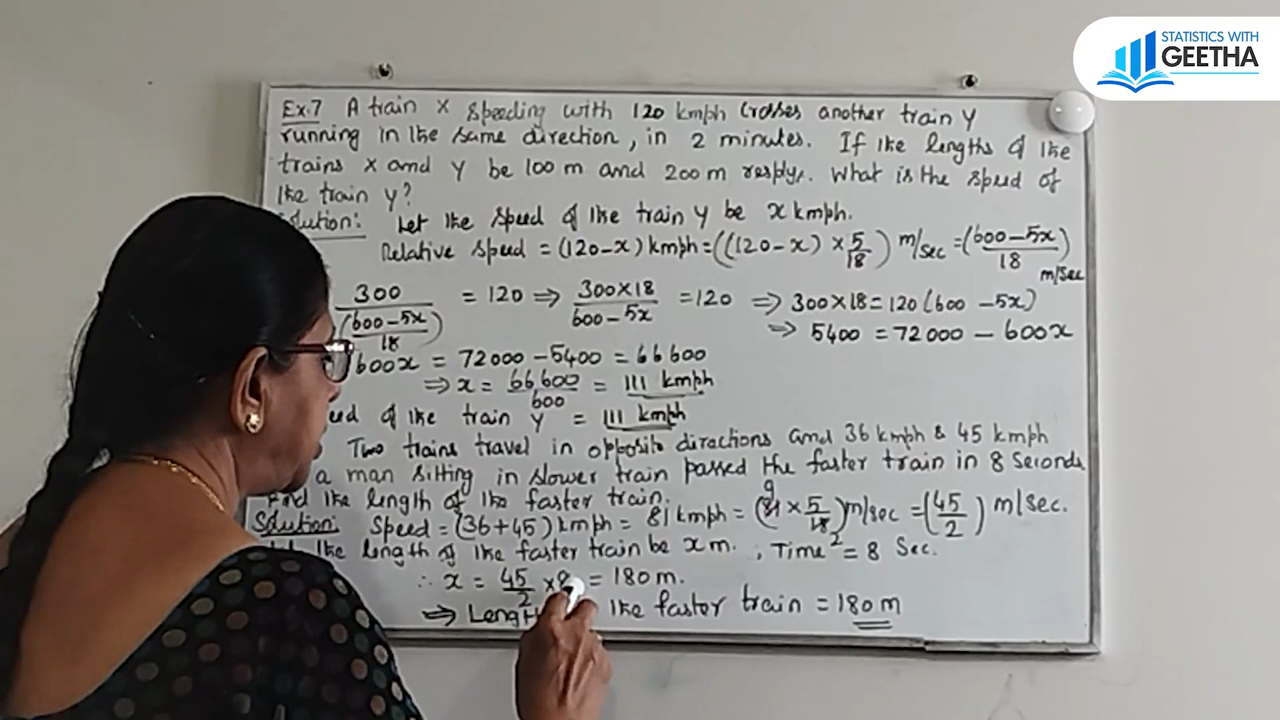 STATISTICS WITH
GEETHA
Ex.7 A train x speeding with 120 kmph Crosses another train y
running in the same direction, in 2 minutes. If the lengths of the
trains x and y be 100 m and 200 m resply,. What is the speed of
the train y?
Solution: Let the speed of the train y be x kmph.
Relative speed = (120-x) kmph = ((120-x) × 5/18) m/sec = (600-5x/18) m/sec
300/(600-5x/18) = 120 ⇒ 300×18/600-5x = 120 ⇒ 300×18 = 120(600-5x)
⇒ 5400 = 72000 - 600x
600x = 72000 - 5400 = 66600
⇒ x = 66600/600 = 111 kmph
of the train y = 111 kmph
Two trains travel in opposite directions and 36 kmph & 45 kmph
a man sitting in slower train passed the faster train in 8 Seconds.
Find the length of the faster train.
Solution: Speed = (36+45) kmph = 81 kmph = (81 9 × 5/18 2) m/sec = (45/2) m/sec.
the length of the faster train be x m. , Time = 8 Sec.
∴ x = 45/2 ×8 = 180 m.
⇒ the faster train = 180 m